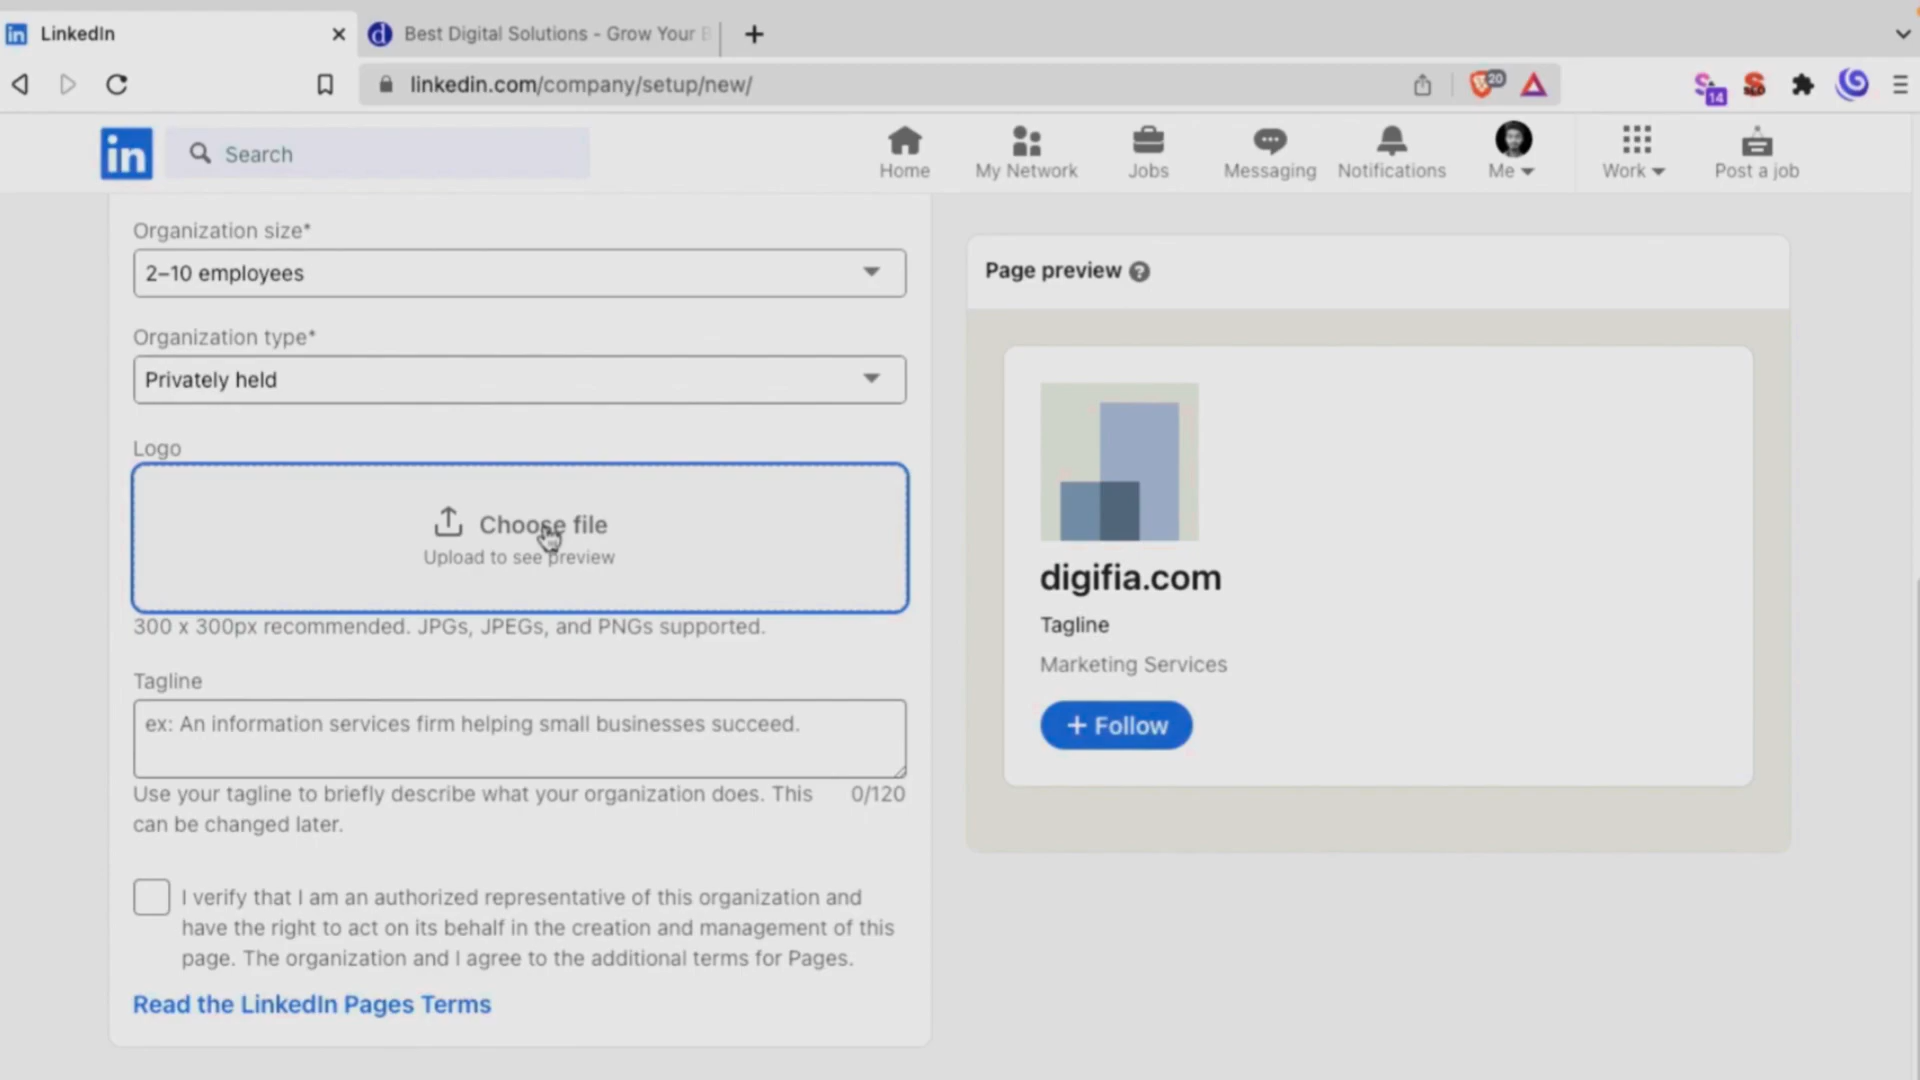 LinkedIn
Best Digital Solutions - Grow Your B
linkedin.com/company/setup/new/
20
14
in
Search
Home
My Network
Jobs
Messaging
Notifications
Me
Work
Post a job
Organization size*
2–10 employees
Organization type*
Privately held
Logo
Choose file
Upload to see preview
300 x 300px recommended. JPGs, JPEGs, and PNGs supported.
Tagline
ex: An information services firm helping small businesses succeed.
Use your tagline to briefly describe what your organization does. This
can be changed later.
0/120
I verify that I am an authorized representative of this organization and
have the right to act on its behalf in the creation and management of this
page. The organization and I agree to the additional terms for Pages.
Read the LinkedIn Pages Terms
Page preview ?
digifia.com
Tagline
Marketing Services
+ Follow